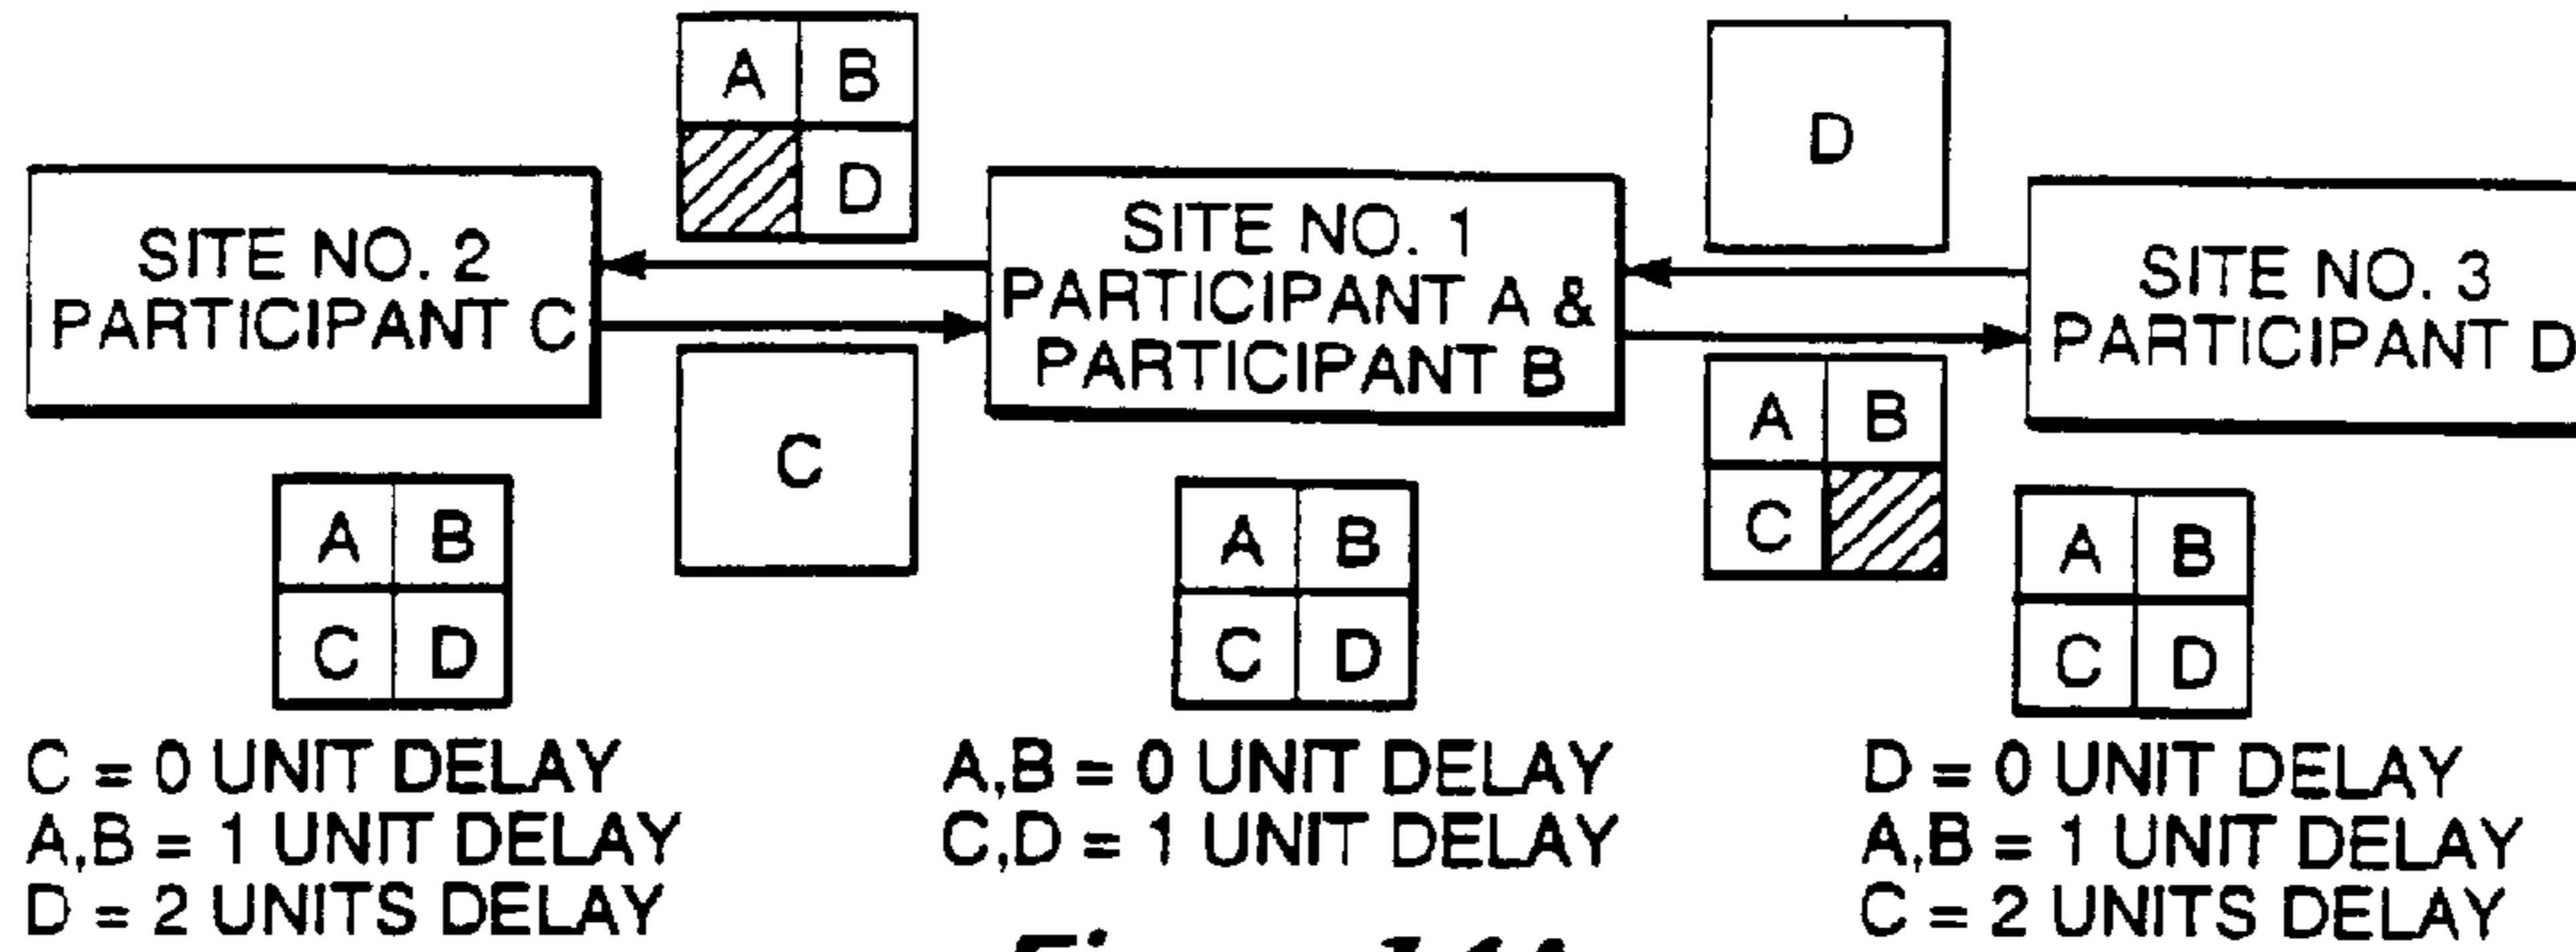 A B
D
D
SITE NO. 2
PARTICIPANT C
SITE NO. 1
PARTICIPANT A &
PARTICIPANT B
SITE NO. 3
PARTICIPANT D
C
A B
C
A B
C D
A B
C D
A B
C D
C = 0 UNIT DELAY
A,B = 1 UNIT DELAY
D = 2 UNITS DELAY
A,B = 0 UNIT DELAY
C,D = 1 UNIT DELAY
D = 0 UNIT DELAY
A,B = 1 UNIT DELAY
C = 2 UNITS DELAY